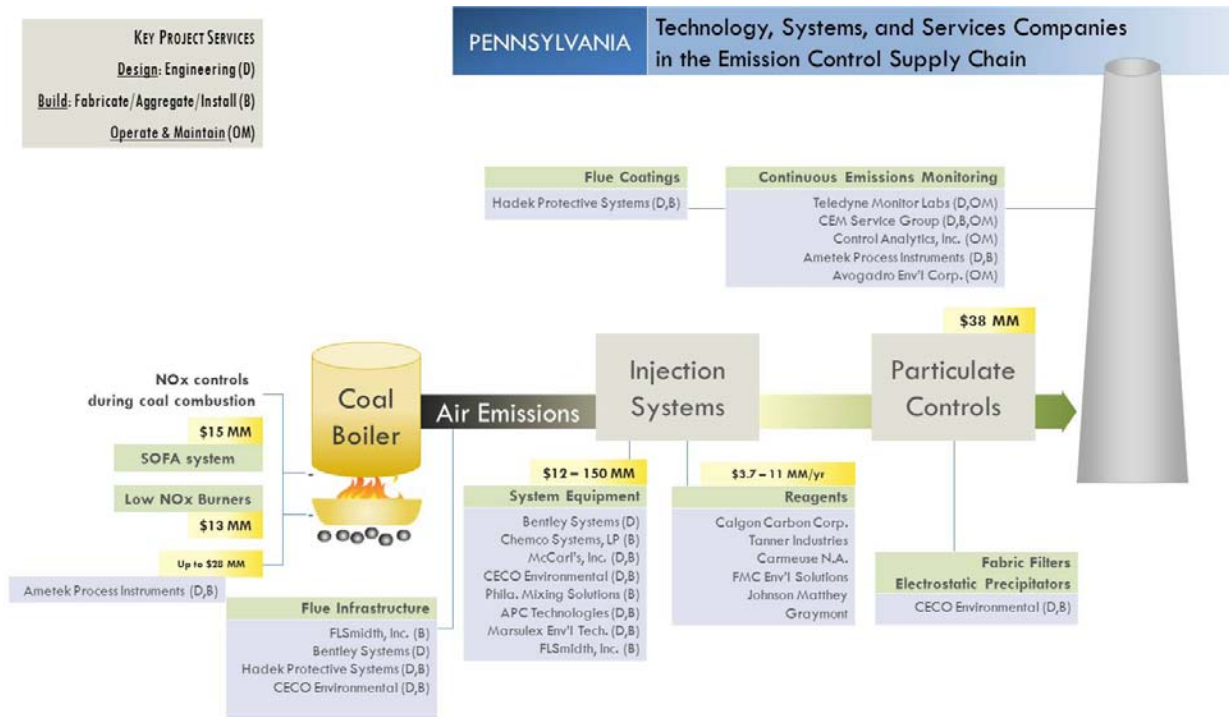 KEY PROJECT SERVICES
Design: Engineering (D)
Build: Fabricate/Aggregate/Install (B)
Operate & Maintain (OM)
PENNSYLVANIA
Technology, Systems, and Services Companies
in the Emission Control Supply Chain
Flue Coatings
Hadek Protective Systems (D,B)
Continuous Emissions Monitoring
Teledyne Monitor Labs (D,OM)
CEM Service Group (D,B,OM)
Control Analytics, Inc. (OM)
Ametek Process Instruments (D,B)
Avogadro Env'l Corp. (OM)
NOx controls
during coal combustion
$15 MM
SOFA system
Low NOx Burners
$13 MM
Up to $28 MM
Ametek Process Instruments (D,B)
Coal
Boiler
Air Emissions
Flue Infrastructure
FLSmidth, Inc. (B)
Bentley Systems (D)
Hadek Protective Systems (D,B)
CECO Environmental (D,B)
Injection
Systems
$12 – 150 MM
System Equipment
Bentley Systems (D)
Chemco Systems, LP (B)
McCarl's, Inc. (D,B)
CECO Environmental (D,B)
Phila. Mixing Solutions (B)
APC Technologies (D,B)
Marsulex Env'l Tech. (D,B)
FLSmidth, Inc. (B)
$3.7 – 11 MM/yr
Reagents
Calgon Carbon Corp.
Tanner Industries
Carmeuse N.A.
FMC Env'l Solutions
Johnson Matthey
Graymont
$38 MM
Particulate
Controls
Fabric Filters
Electrostatic Precipitators
CECO Environmental (D,B)